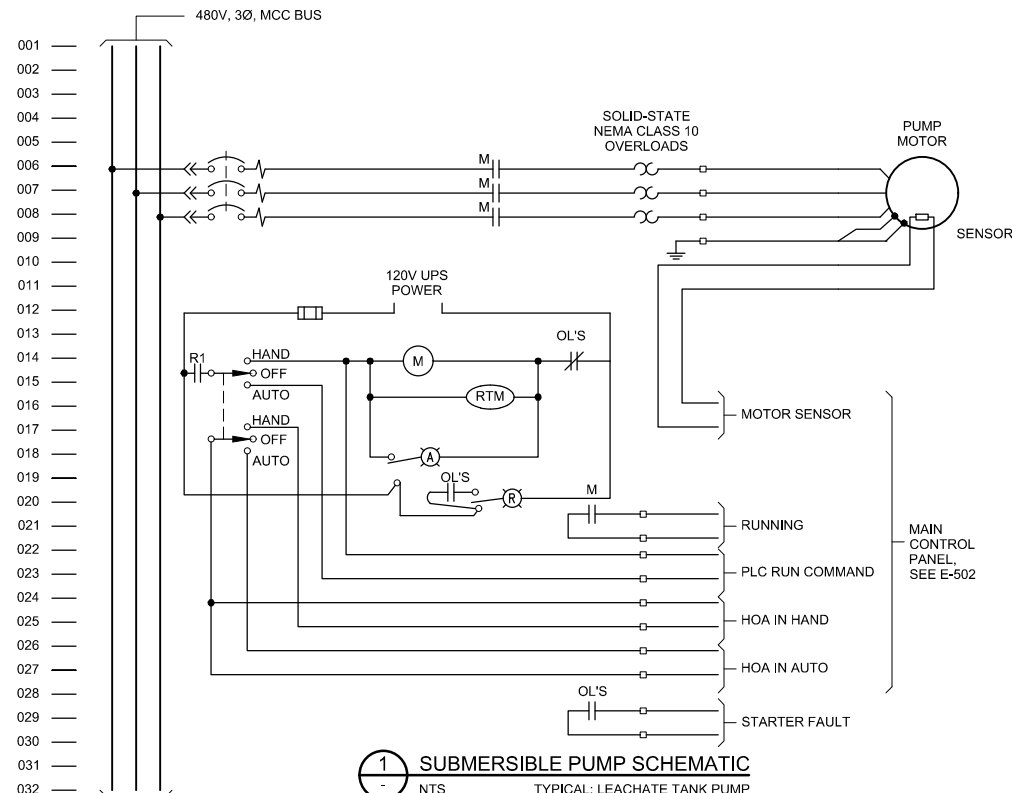 480V, 3Ø, MCC BUS
001
002
003
004
005
006
007
008
009
010
011
012
013
014
015
016
017
018
019
020
021
022
023
024
025
026
027
028
029
030
031
032
SOLID-STATE
NEMA CLASS 10
OVERLOADS
PUMP
MOTOR
M
M
M
SENSOR
120V UPS
POWER
OL'S
R1
HAND
OFF
AUTO
M
RTM
HAND
OFF
AUTO
A
OL'S
R
M
MOTOR SENSOR
RUNNING
PLC RUN COMMAND
HOA IN HAND
HOA IN AUTO
MAIN
CONTROL
PANEL,
SEE E-502
OL'S
STARTER FAULT
1
-
SUBMERSIBLE PUMP SCHEMATIC
NTS
TYPICAL: LEACHATE TANK PUMP